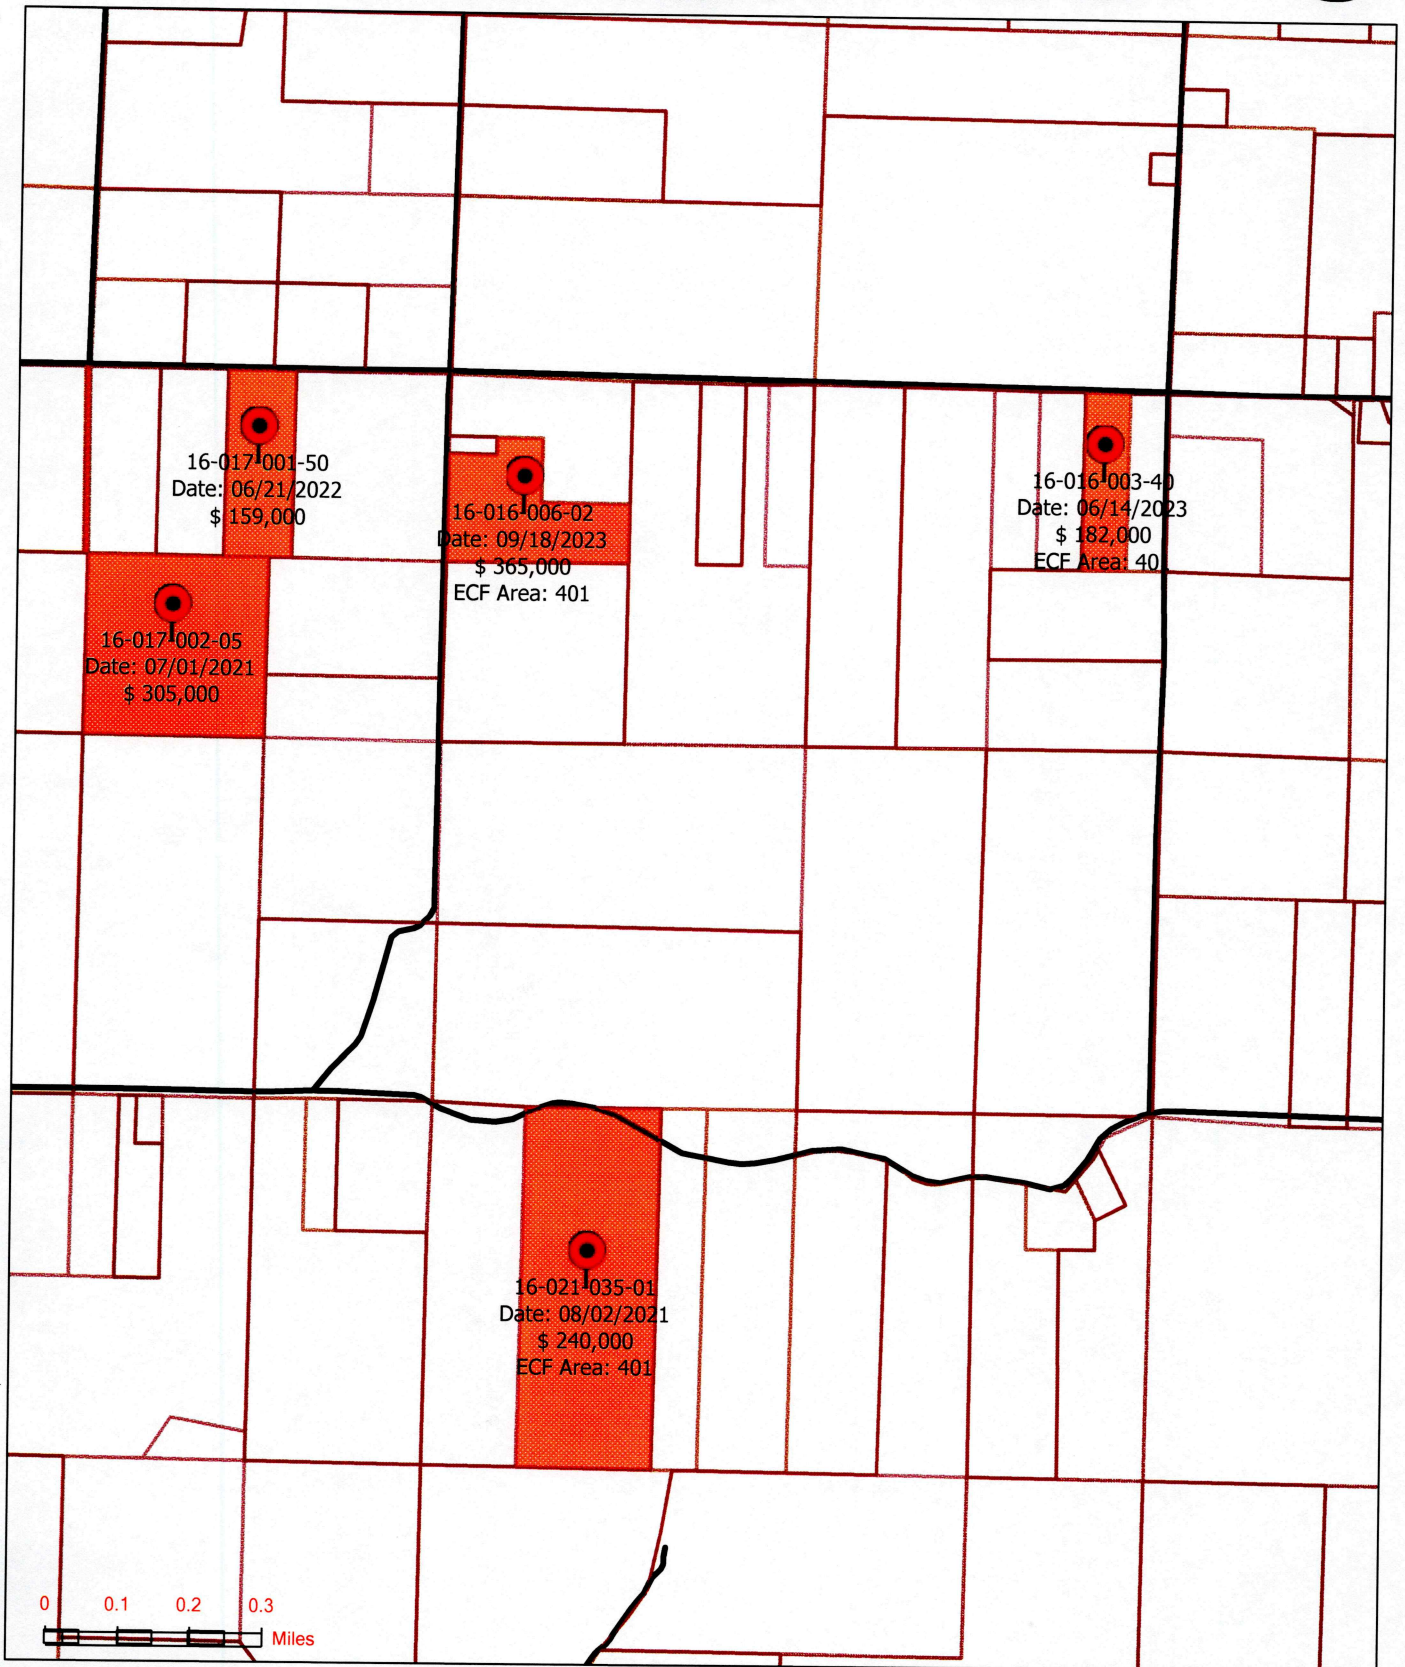 16-017-001-50
Date: 06/21/2022
$ 159,000
16-016-006-02
Date: 09/18/2023
$ 365,000
ECF Area: 401
16-016-003-40
Date: 06/14/2023
$ 182,000
ECF Area: 40
16-017-002-05
Date: 07/01/2021
$ 305,000
16-021-035-01
Date: 08/02/2021
$ 240,000
ECF Area: 401
0 0.1 0.2 0.3
Miles